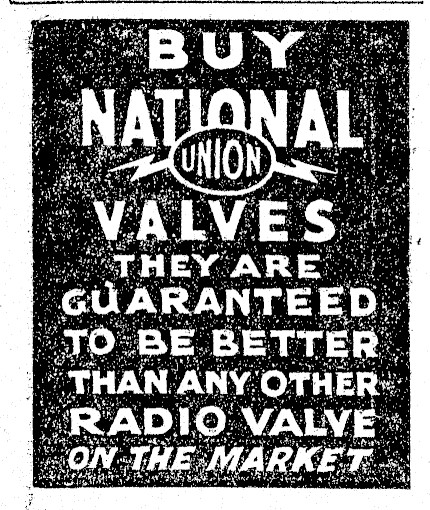 BUY
NATIONAL
UNION
VALVES
THEY ARE
GUARANTEED
TO BE BETTER
THAN ANY OTHER
RADIO VALVE
ON THE MARKET